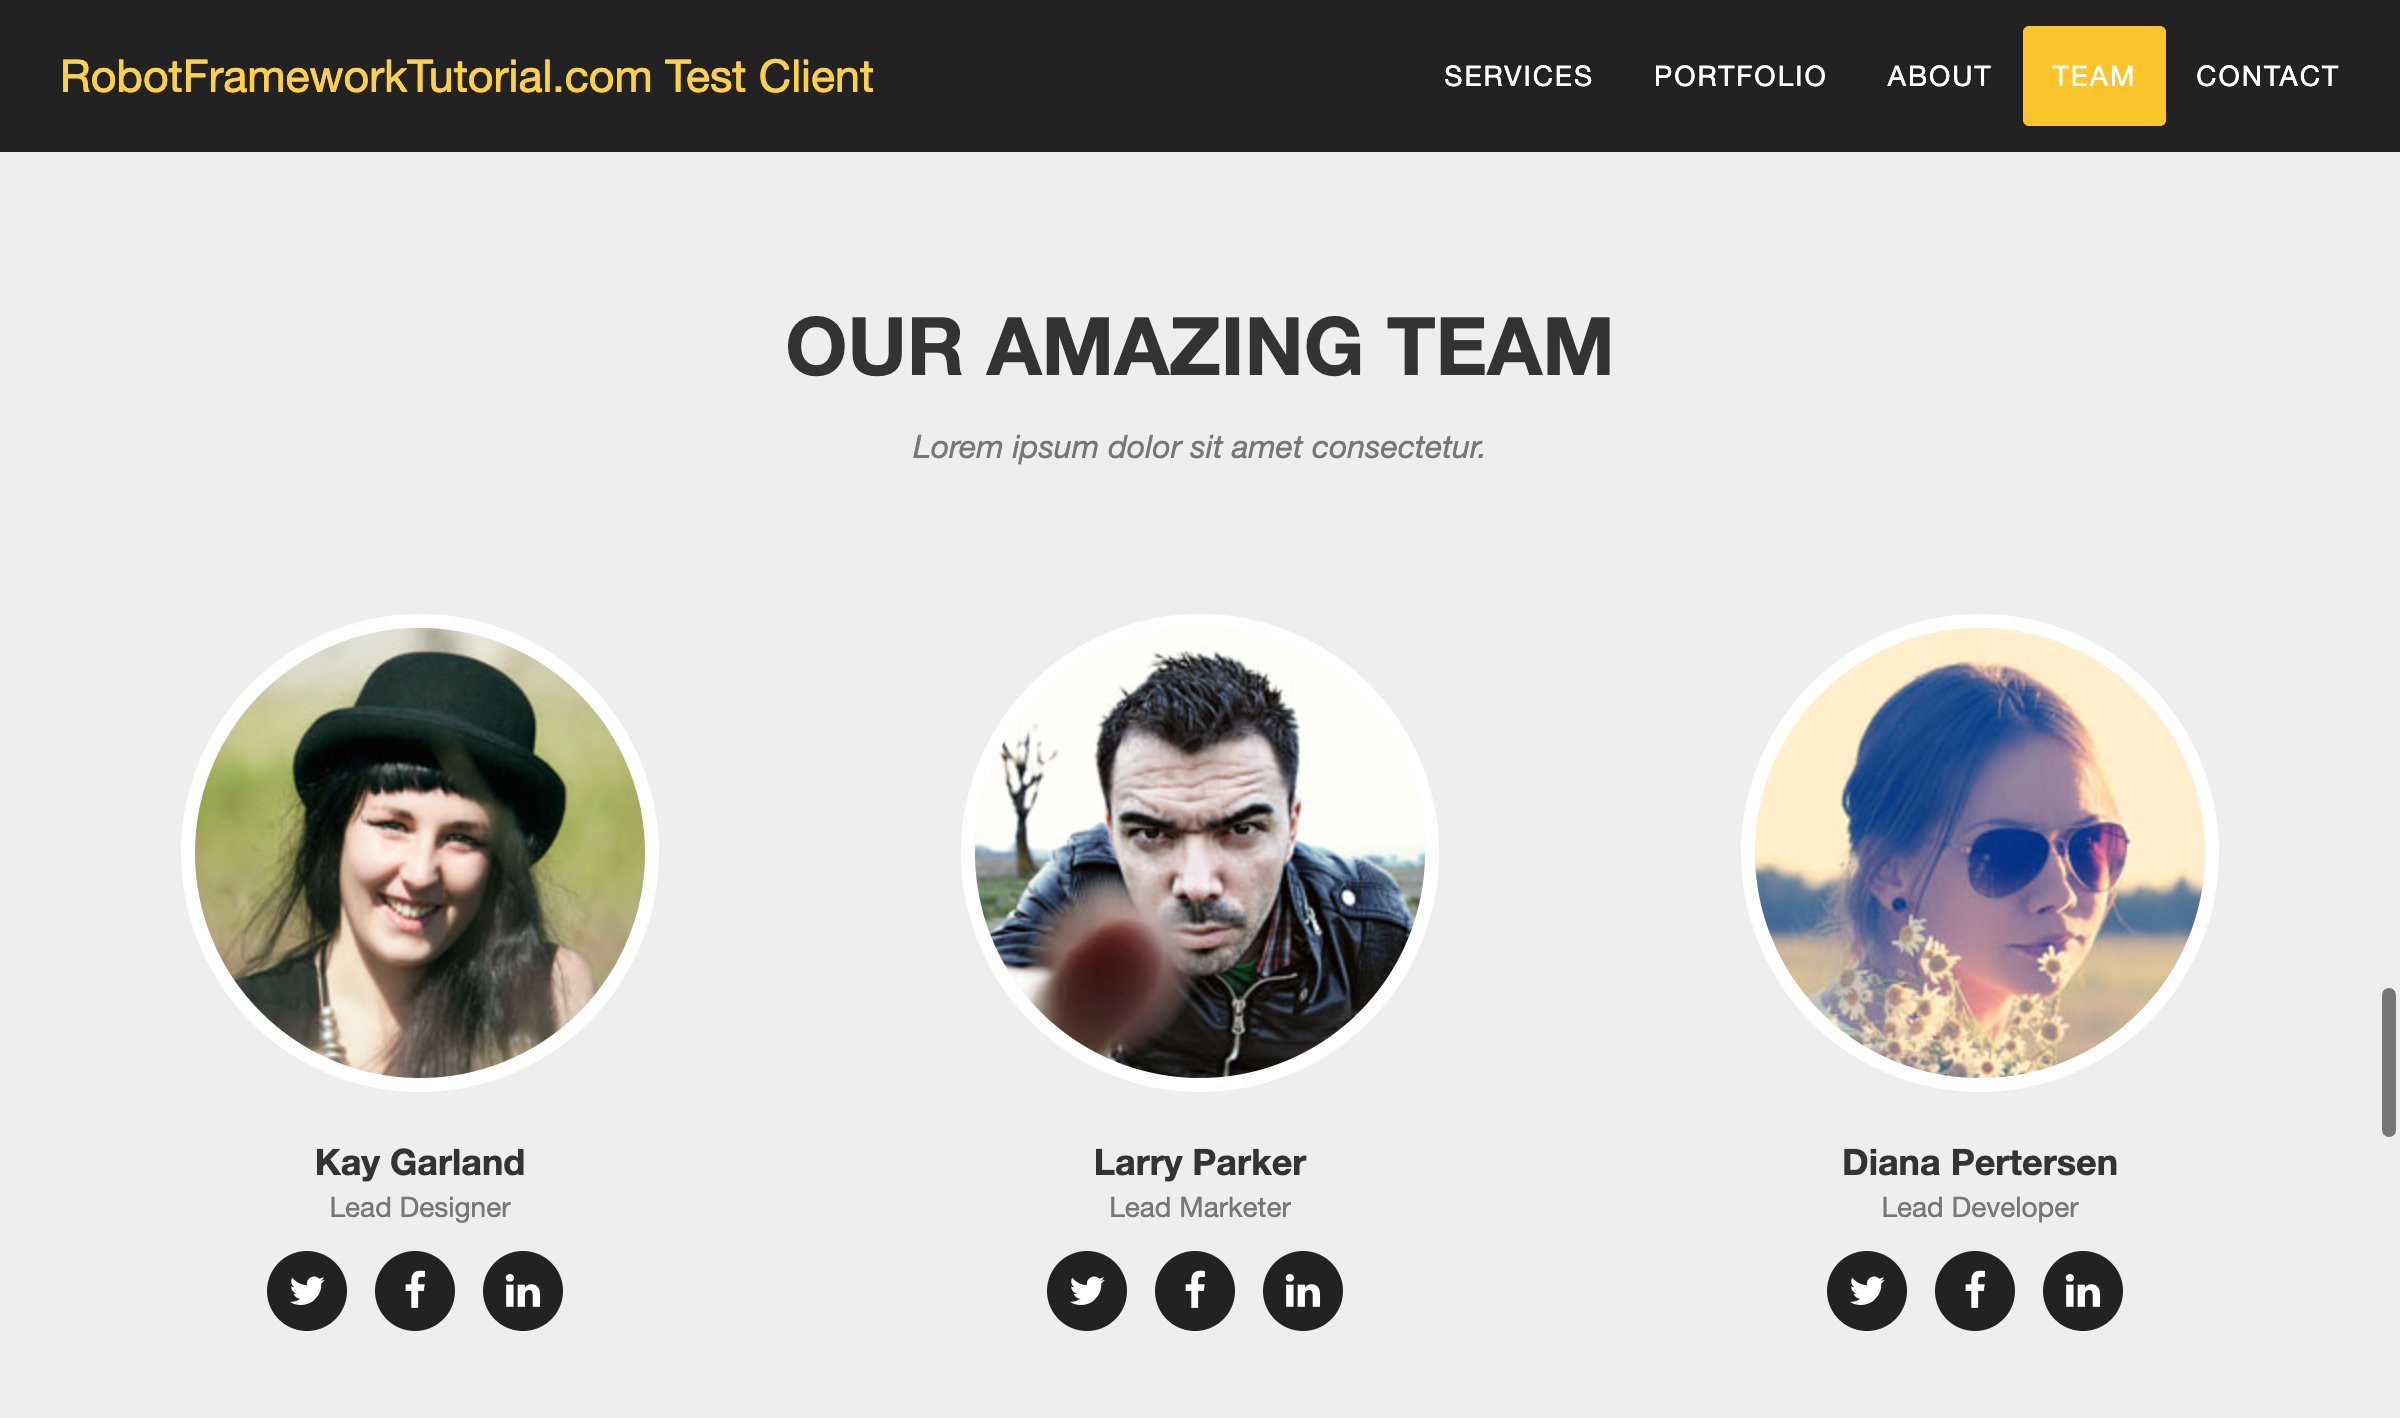 RobotFrameworkTutorial.com Test Client
SERVICES PORTFOLIO ABOUT TEAM CONTACT
OUR AMAZING TEAM
Lorem ipsum dolor sit amet consectetur.
Kay Garland
Lead Designer
Larry Parker
Lead Marketer
Diana Pertersen
Lead Developer